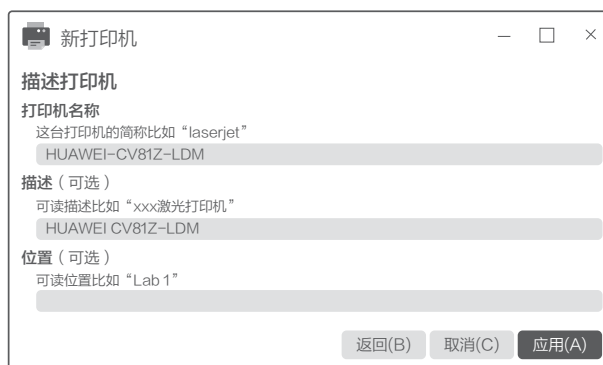 新打印机
描述打印机
打印机名称
这台打印机的简称比如“laserjet”
HUAWEI-CV81Z-LDM
描述（可选）
可读描述比如“xxx激光打印机”
HUAWEI CV81Z-LDM
位置（可选）
可读位置比如“Lab 1”
返回(B) 取消(C) 应用(A)